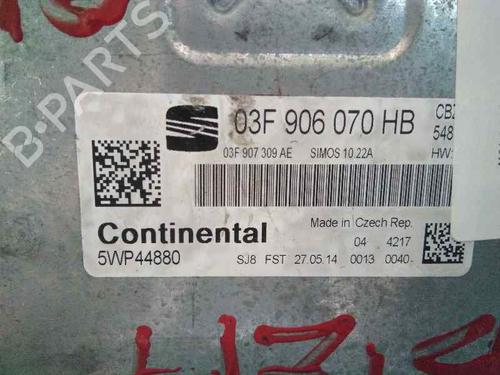 B-PARTS
03F 906 070 HB
03F 907 309 AE SIMOS 10.22A HW:
Continental
Made in Czech Rep.
5WP44880
04 4217
SJ8 FST 27.05.14 0013 0040-